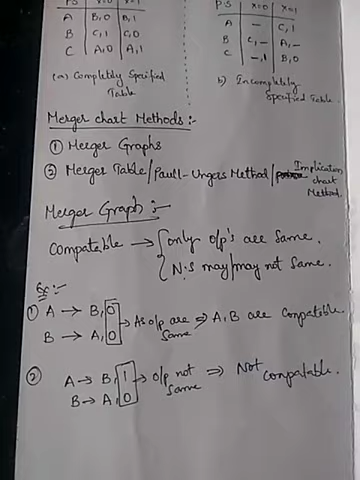 P.S X=0 X=1
A B,0 B,1
B C,1 C,0
C A,0 A,1
(a) Completely Specified Table
P.S X=0 X=1
A - C,1
B C,- A,-
C -,1 B,0
b) Incompletely Specified Table.
Merger chart Methods:-
① Merger Graphs
② Merger Table/Paull-Ungers Method/ Implication chart Method.
Merger Graph:-
Compatable → { only o/p's are same.
N.S may/may not same.
Ex:-
① A → B, 0
B → A, 0 → As o/p are same ⇒ A, B are compatible.
② A → B, 1
B → A, 0 → o/p not same ⇒ Not compatable.